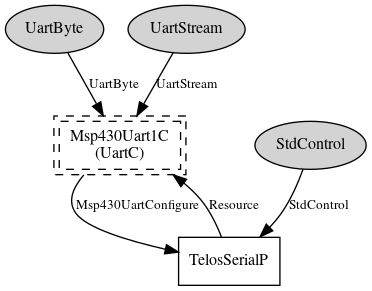 UartByte
UartStream
UartByte
UartStream
Msp430Uart1C
(UartC)
StdControl
Msp430UartConfigure
Resource
StdControl
TelosSerialP